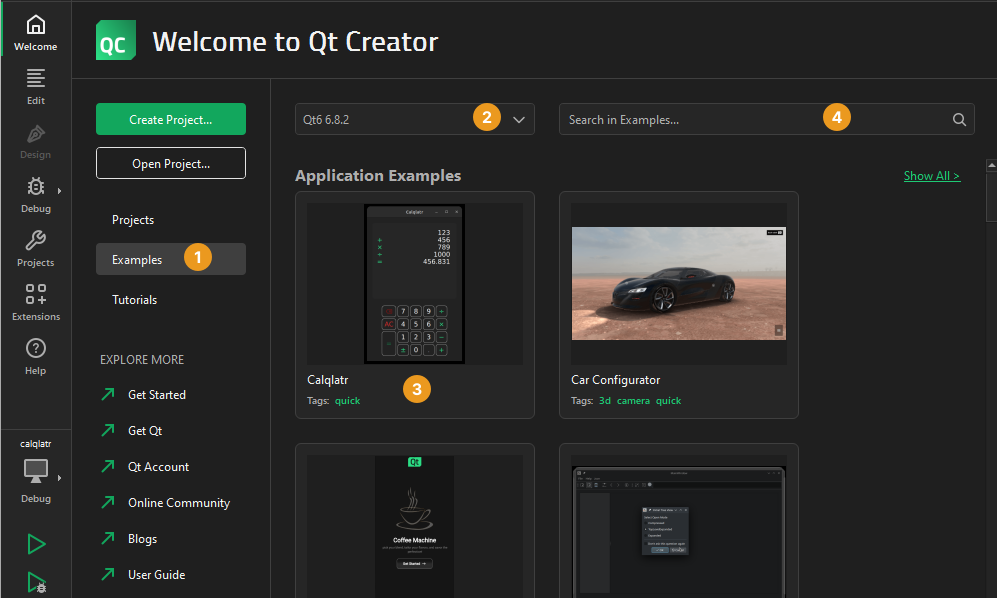 Welcome
Edit
Design
Debug
Projects
Extensions
Help
calqlatr
Debug
QC
Welcome to Qt Creator
Create Project...
Open Project...
Projects
Examples
1
Tutorials
EXPLORE MORE
Get Started
Get Qt
Qt Account
Online Community
Blogs
User Guide
Qt6 6.8.2
2
Search in Examples...
4
Application Examples
Show All >
Calqlatr
123
+ 456
× 789
+ 1000
= 456.831
7 8 9 ÷
AC 4 5 6 ×
1 2 3 −
± 0 . +
Calqlatr
3
Tags: quick
Car Configurator
Tags: 3d camera quick
Qt
Coffee Machine
Get Started